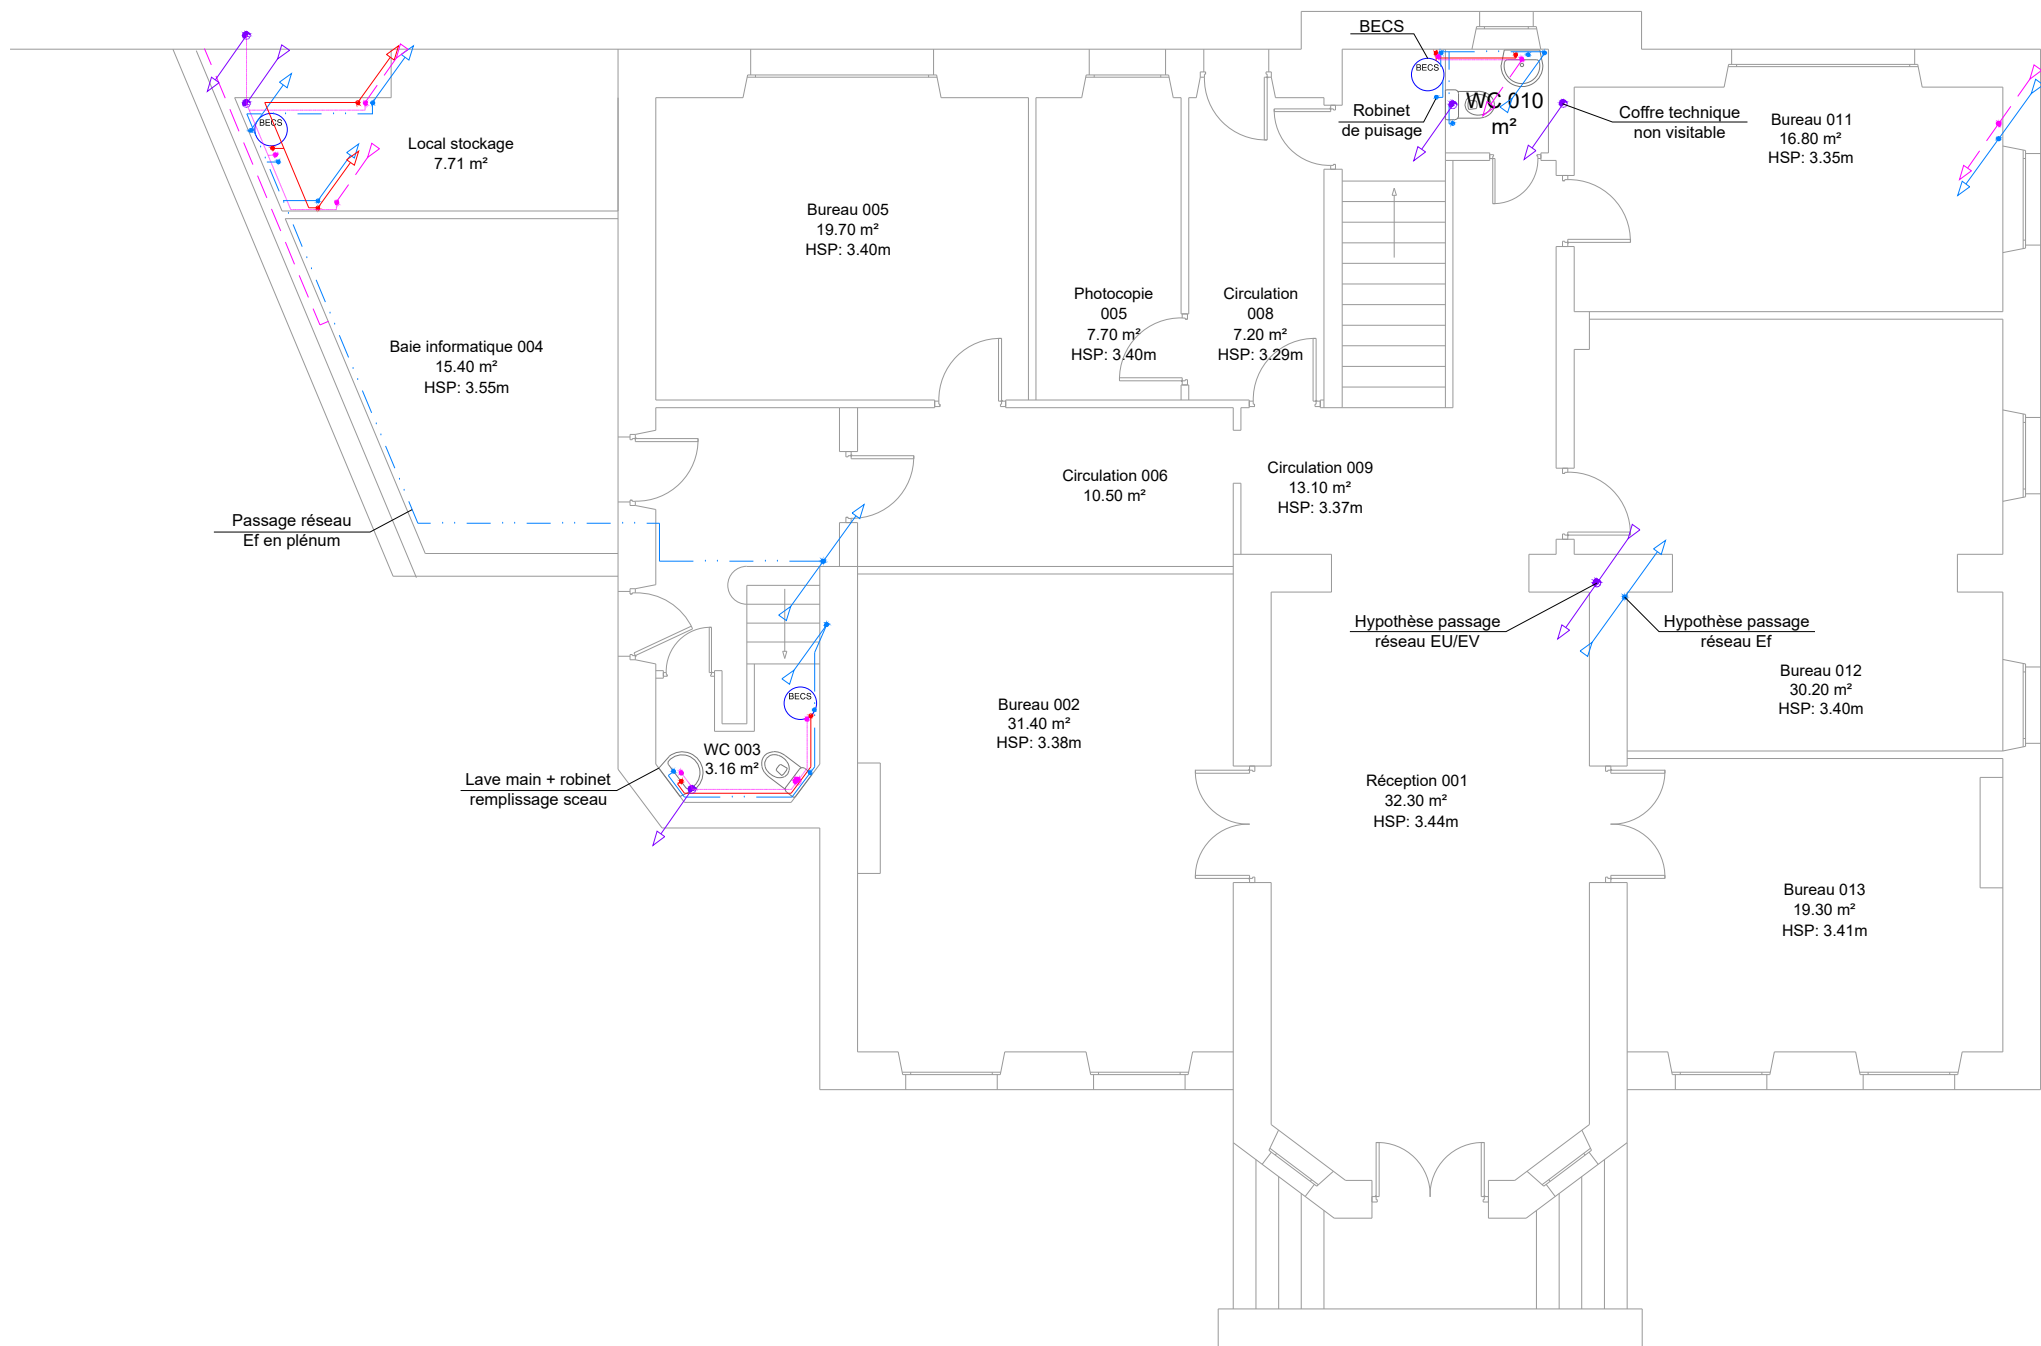 BECS
BECS
WC 010
m²
Robinet
de puisage
Coffre technique
non visitable
Bureau 011
16.80 m²
HSP: 3.35m
BECS
Local stockage
7.71 m²
Bureau 005
19.70 m²
HSP: 3.40m
Photocopie
005
7.70 m²
HSP: 3.40m
Circulation
008
7.20 m²
HSP: 3.29m
Baie informatique 004
15.40 m²
HSP: 3.55m
Circulation 006
10.50 m²
Circulation 009
13.10 m²
HSP: 3.37m
Passage réseau
Ef en plénum
Hypothèse passage
réseau EU/EV
Hypothèse passage
réseau Ef
Bureau 012
30.20 m²
HSP: 3.40m
BECS
Bureau 002
31.40 m²
HSP: 3.38m
WC 003
3.16 m²
Lave main + robinet
remplissage sceau
Réception 001
32.30 m²
HSP: 3.44m
Bureau 013
19.30 m²
HSP: 3.41m